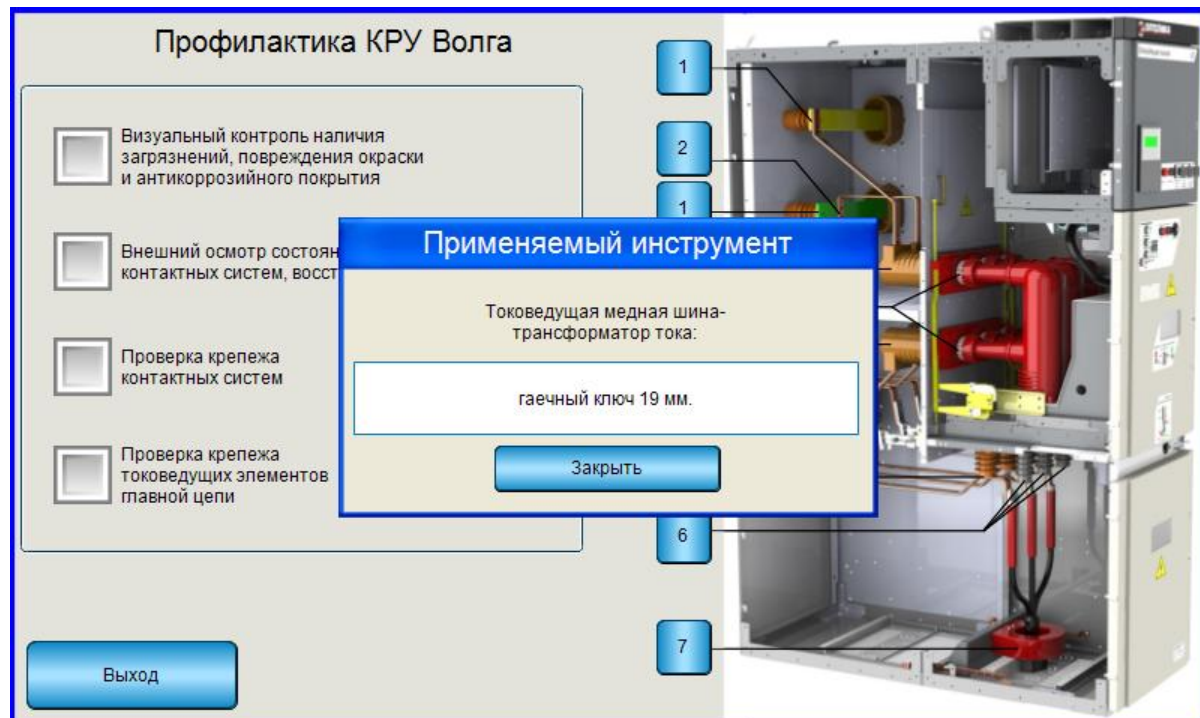 Профилактика КРУ Волга
1
Визуальный контроль наличия
загрязнений, повреждения окраски
и антикоррозийного покрытия
2
1
Внешний осмотр состоян
контактных систем, восст
Применяемый инструмент
Токоведущая медная шина-
трансформатор тока:
гаечный ключ 19 мм.
Закрыть
Проверка крепежа
контактных систем
Проверка крепежа
токоведущих элементов
главной цепи
6
7
Выход